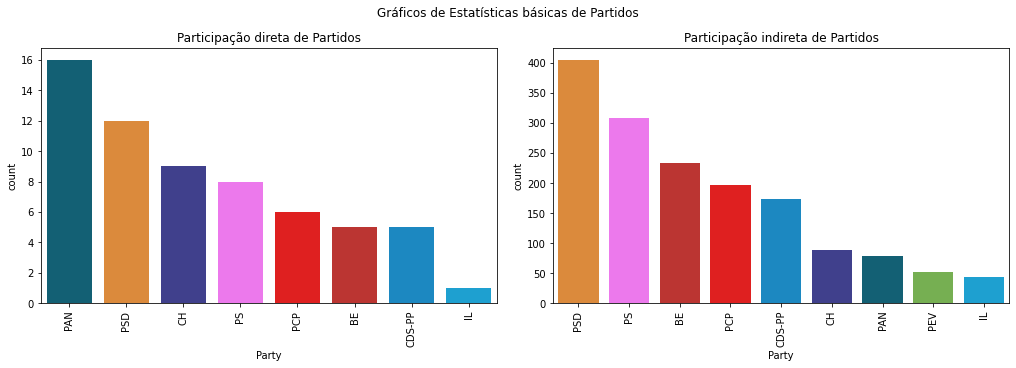 Gráficos de Estatísticas básicas de Partidos
Participação direta de Partidos
16
14
12
10
8
6
4
2
0
count
PAN
PSD
CH
PS
PCP
BE
CDS-PP
IL
Party
Participação indireta de Partidos
400
350
300
250
200
150
100
50
0
count
PSD
PS
BE
PCP
CDS-PP
CH
PAN
PEV
IL
Party